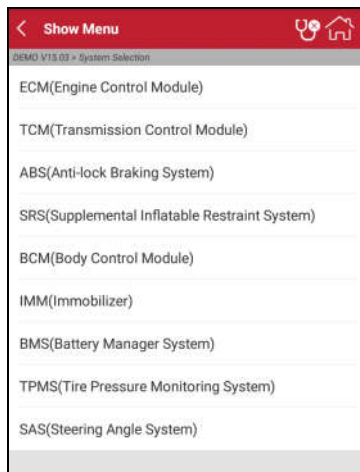 Show Menu
DEMO V15.03 > System Selection
ECM(Engine Control Module)
TCM(Transmission Control Module)
ABS(Anti-lock Braking System)
SRS(Supplemental Inflatable Restraint System)
BCM(Body Control Module)
IMM(Immobilizer)
BMS(Battery Manager System)
TPMS(Tire Pressure Monitoring System)
SAS(Steering Angle System)